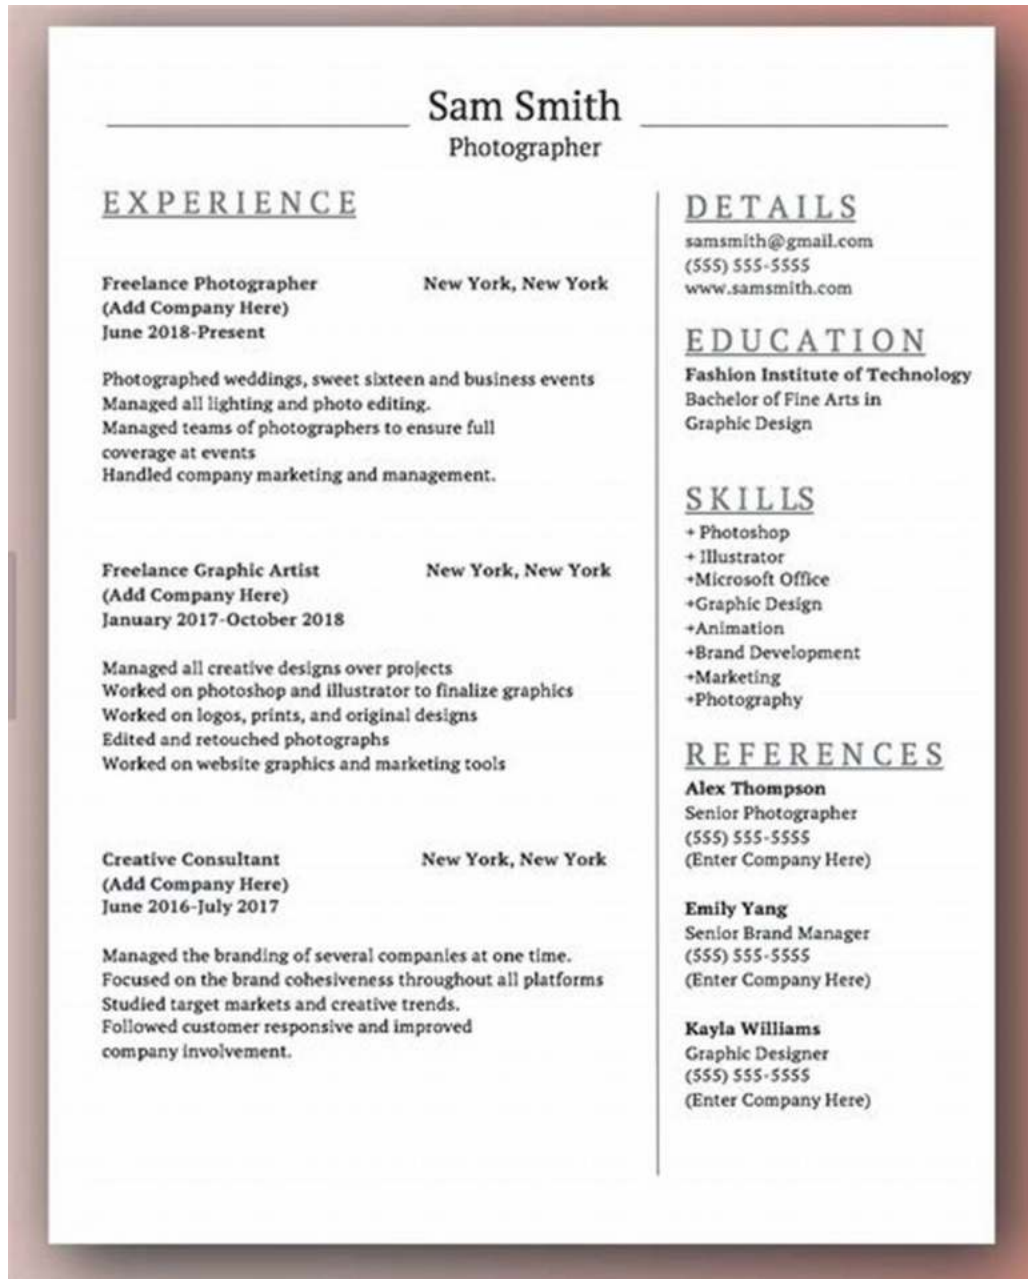 Sam Smith
Photographer
EXPERIENCE
Freelance Photographer New York, New York
(Add Company Here)
June 2018-Present
Photographed weddings, sweet sixteen and business events
Managed all lighting and photo editing.
Managed teams of photographers to ensure full
coverage at events
Handled company marketing and management.
Freelance Graphic Artist New York, New York
(Add Company Here)
January 2017-October 2018
Managed all creative designs over projects
Worked on photoshop and illustrator to finalize graphics
Worked on logos, prints, and original designs
Edited and retouched photographs
Worked on website graphics and marketing tools
Creative Consultant New York, New York
(Add Company Here)
June 2016-July 2017
Managed the branding of several companies at one time.
Focused on the brand cohesiveness throughout all platforms
Studied target markets and creative trends.
Followed customer responsive and improved
company involvement.
DETAILS
samsmith@gmail.com
(555) 555-5555
www.samsmith.com
EDUCATION
Fashion Institute of Technology
Bachelor of Fine Arts in
Graphic Design
SKILLS
+ Photoshop
+ Illustrator
+Microsoft Office
+Graphic Design
+Animation
+Brand Development
+Marketing
+Photography
REFERENCES
Alex Thompson
Senior Photographer
(555) 555-5555
(Enter Company Here)
Emily Yang
Senior Brand Manager
(555) 555-5555
(Enter Company Here)
Kayla Williams
Graphic Designer
(555) 555-5555
(Enter Company Here)